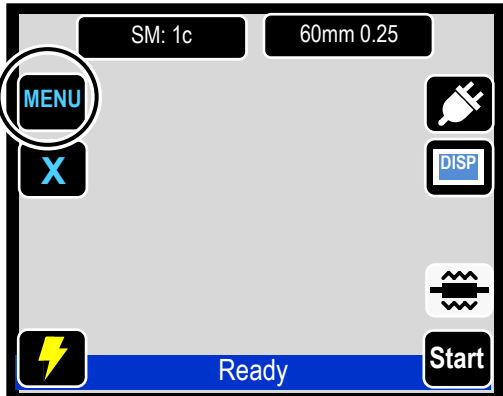 SM: 1c
60mm 0.25
MENU
X
DISP
Ready
Start